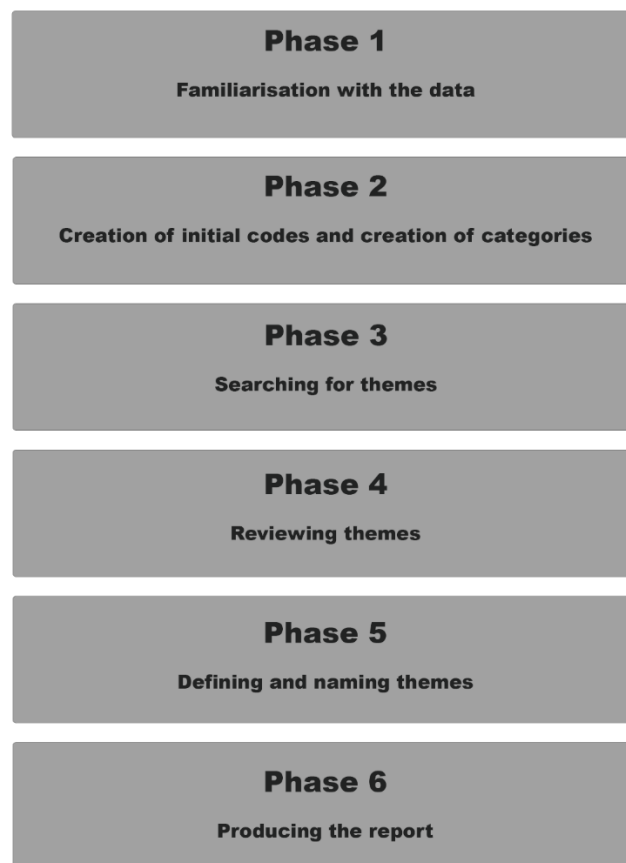 Phase 1
Familiarisation with the data
Phase 2
Creation of initial codes and creation of categories
Phase 3
Searching for themes
Phase 4
Reviewing themes
Phase 5
Defining and naming themes
Phase 6
Producing the report